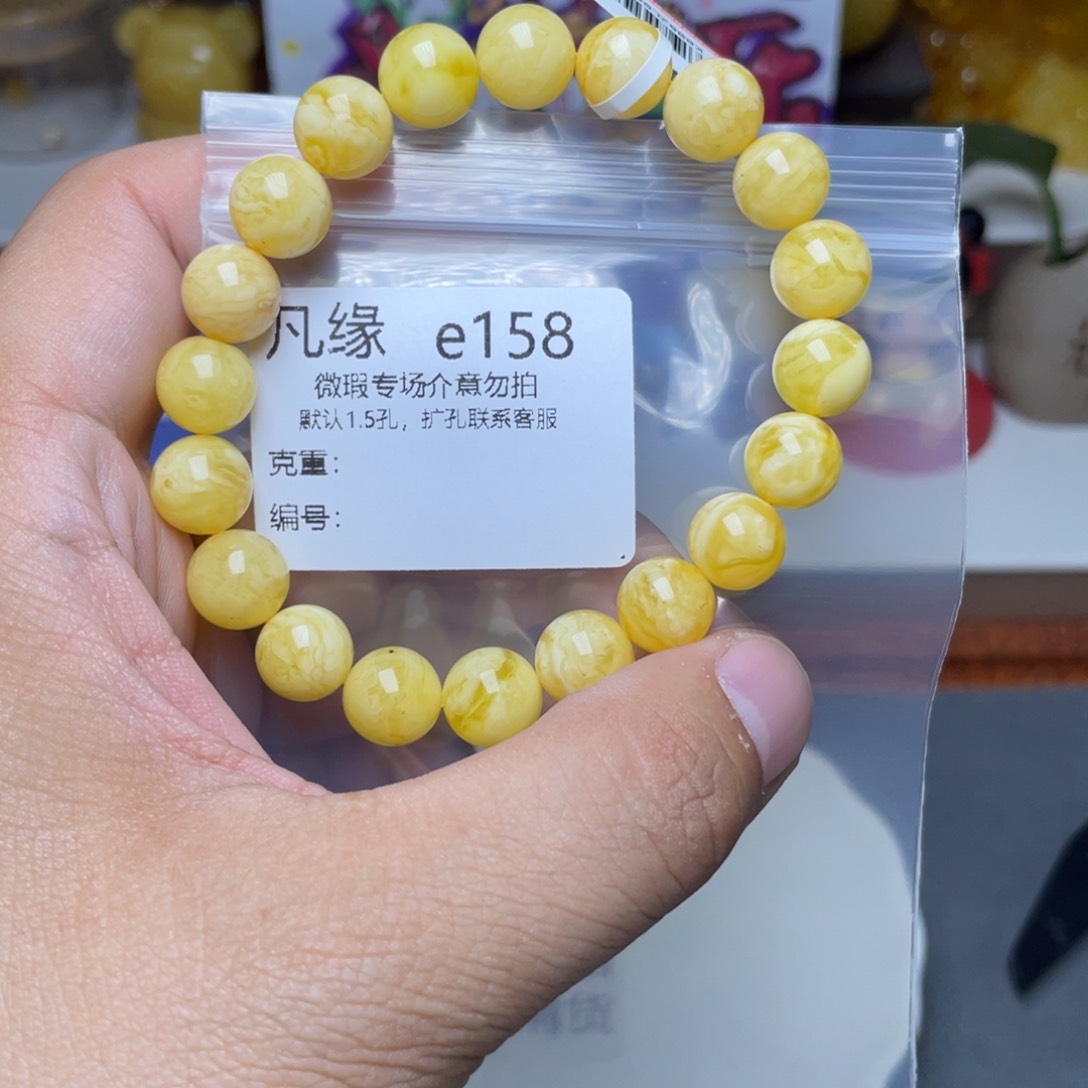 凡缘 e158
微瑕专场介意勿拍
默认1.5孔，扩孔联系客服
克重：
编号：